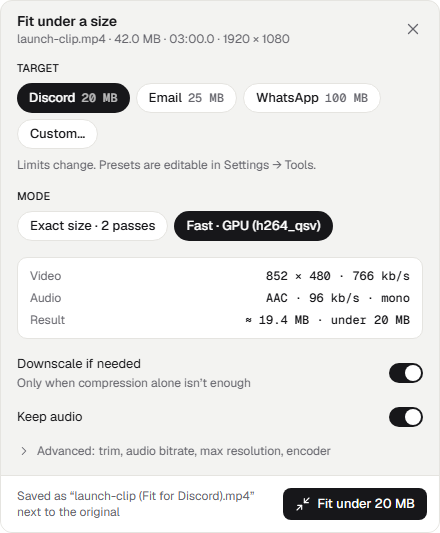 Fit under a size
launch-clip.mp4 · 42.0 MB · 03:00.0 · 1920 × 1080
TARGET
Discord 20 MB
Email 25 MB
WhatsApp 100 MB
Custom…
Limits change. Presets are editable in Settings → Tools.
MODE
Exact size · 2 passes
Fast · GPU (h264_qsv)
Video 852 × 480 · 766 kb/s
Audio AAC · 96 kb/s · mono
Result ≈ 19.4 MB · under 20 MB
Downscale if needed
Only when compression alone isn’t enough
Keep audio
Advanced: trim, audio bitrate, max resolution, encoder
Saved as “launch-clip (Fit for Discord).mp4”
next to the original
Fit under 20 MB